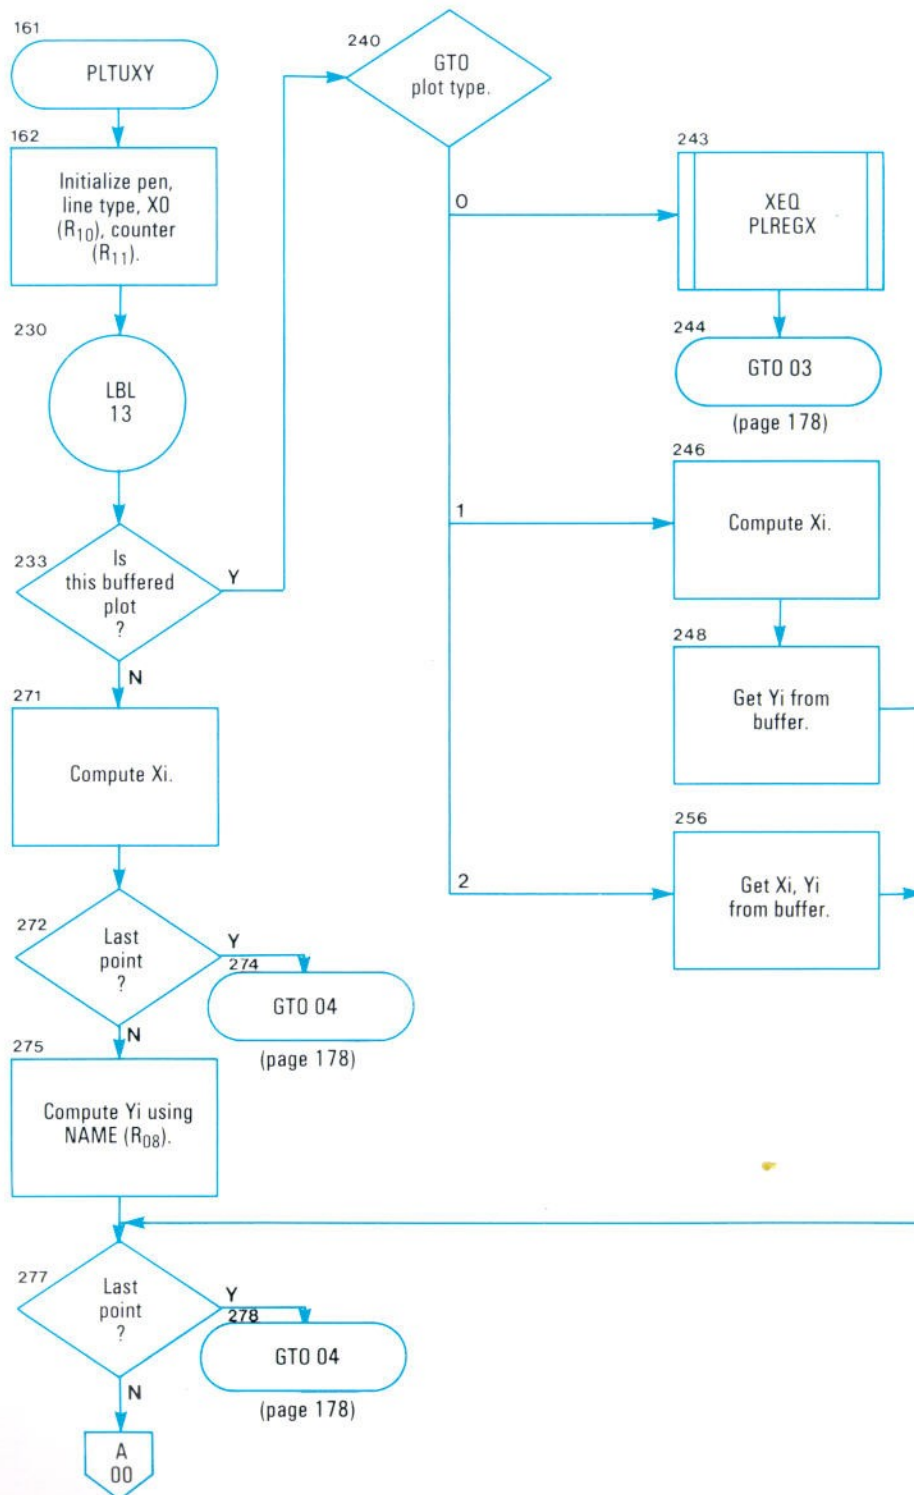 161
PLTUXY
162
Initialize pen,
line type, X0
(R10), counter
(R11).
230
LBL
13
233
Is
this buffered
plot
?
Y
N
271
Compute Xi.
272
Last
point
?
Y
274
GTO 04
(page 178)
N
275
Compute Yi using
NAME (R08).
277
Last
point
?
Y
278
GTO 04
(page 178)
N
A
00
240
GTO
plot type.
0
243
XEQ
PLREGX
244
GTO 03
(page 178)
1
246
Compute Xi.
248
Get Yi from
buffer.
2
256
Get Xi, Yi
from buffer.